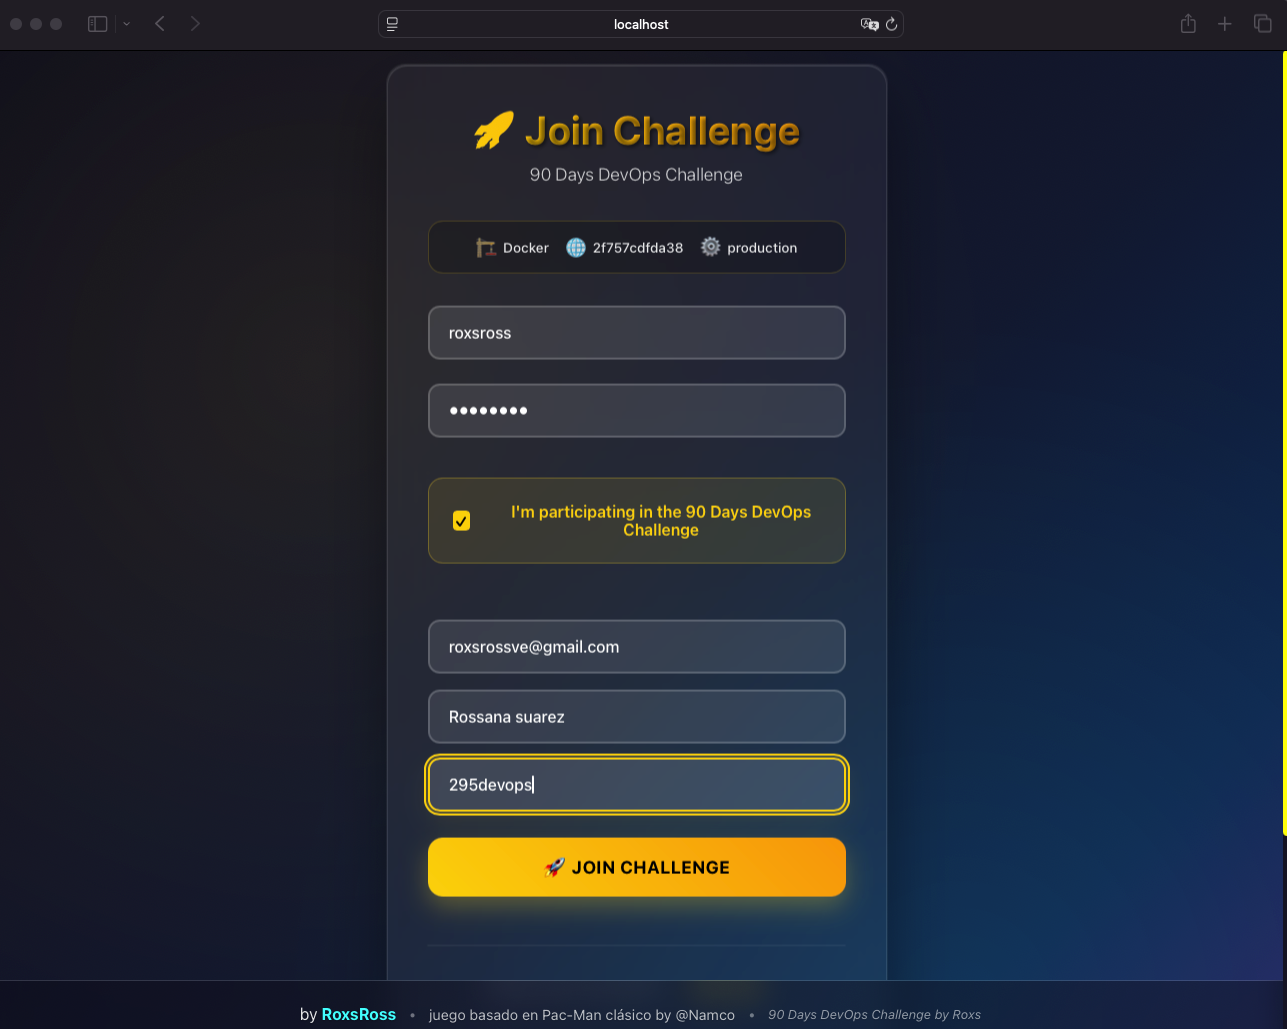 localhost
Join Challenge
90 Days DevOps Challenge
Docker 2f757cdfda38 production
roxsross
••••••••
I'm participating in the 90 Days DevOps
Challenge
roxsrossve@gmail.com
Rossana suarez
295devops
JOIN CHALLENGE
by RoxsRoss • juego basado en Pac-Man clásico by @Namco • 90 Days DevOps Challenge by Roxs